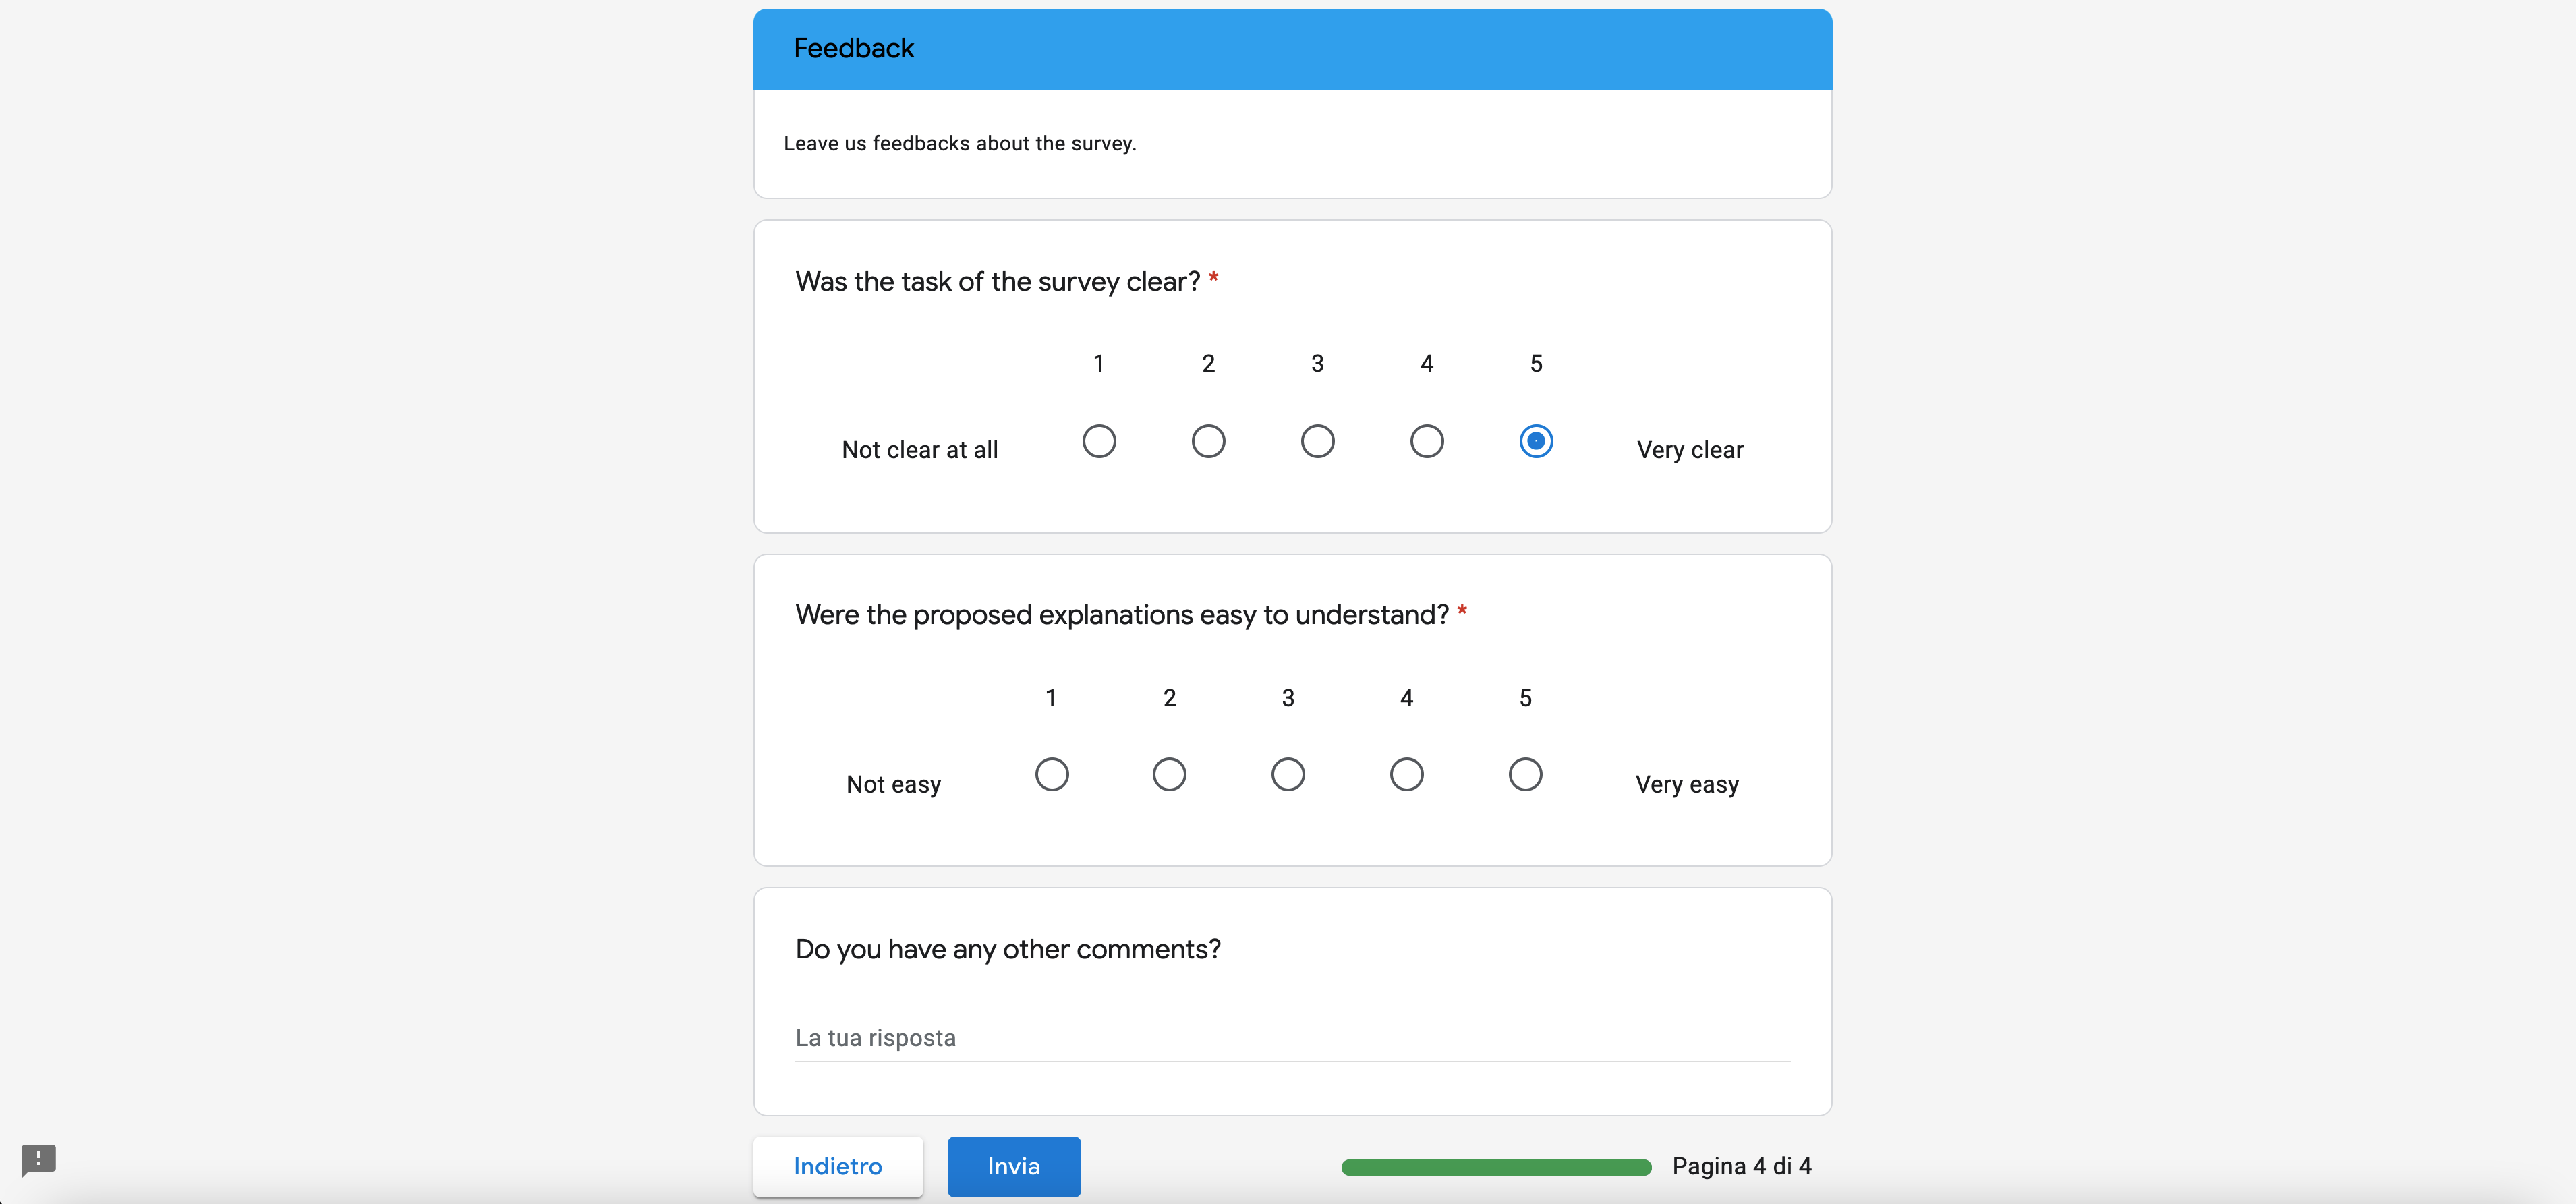 Feedback
Leave us feedbacks about the survey.
Was the task of the survey clear? *
1 2 3 4 5
Not clear at all Very clear
Were the proposed explanations easy to understand? *
1 2 3 4 5
Not easy Very easy
Do you have any other comments?
La tua risposta
Indietro Invia Pagina 4 di 4